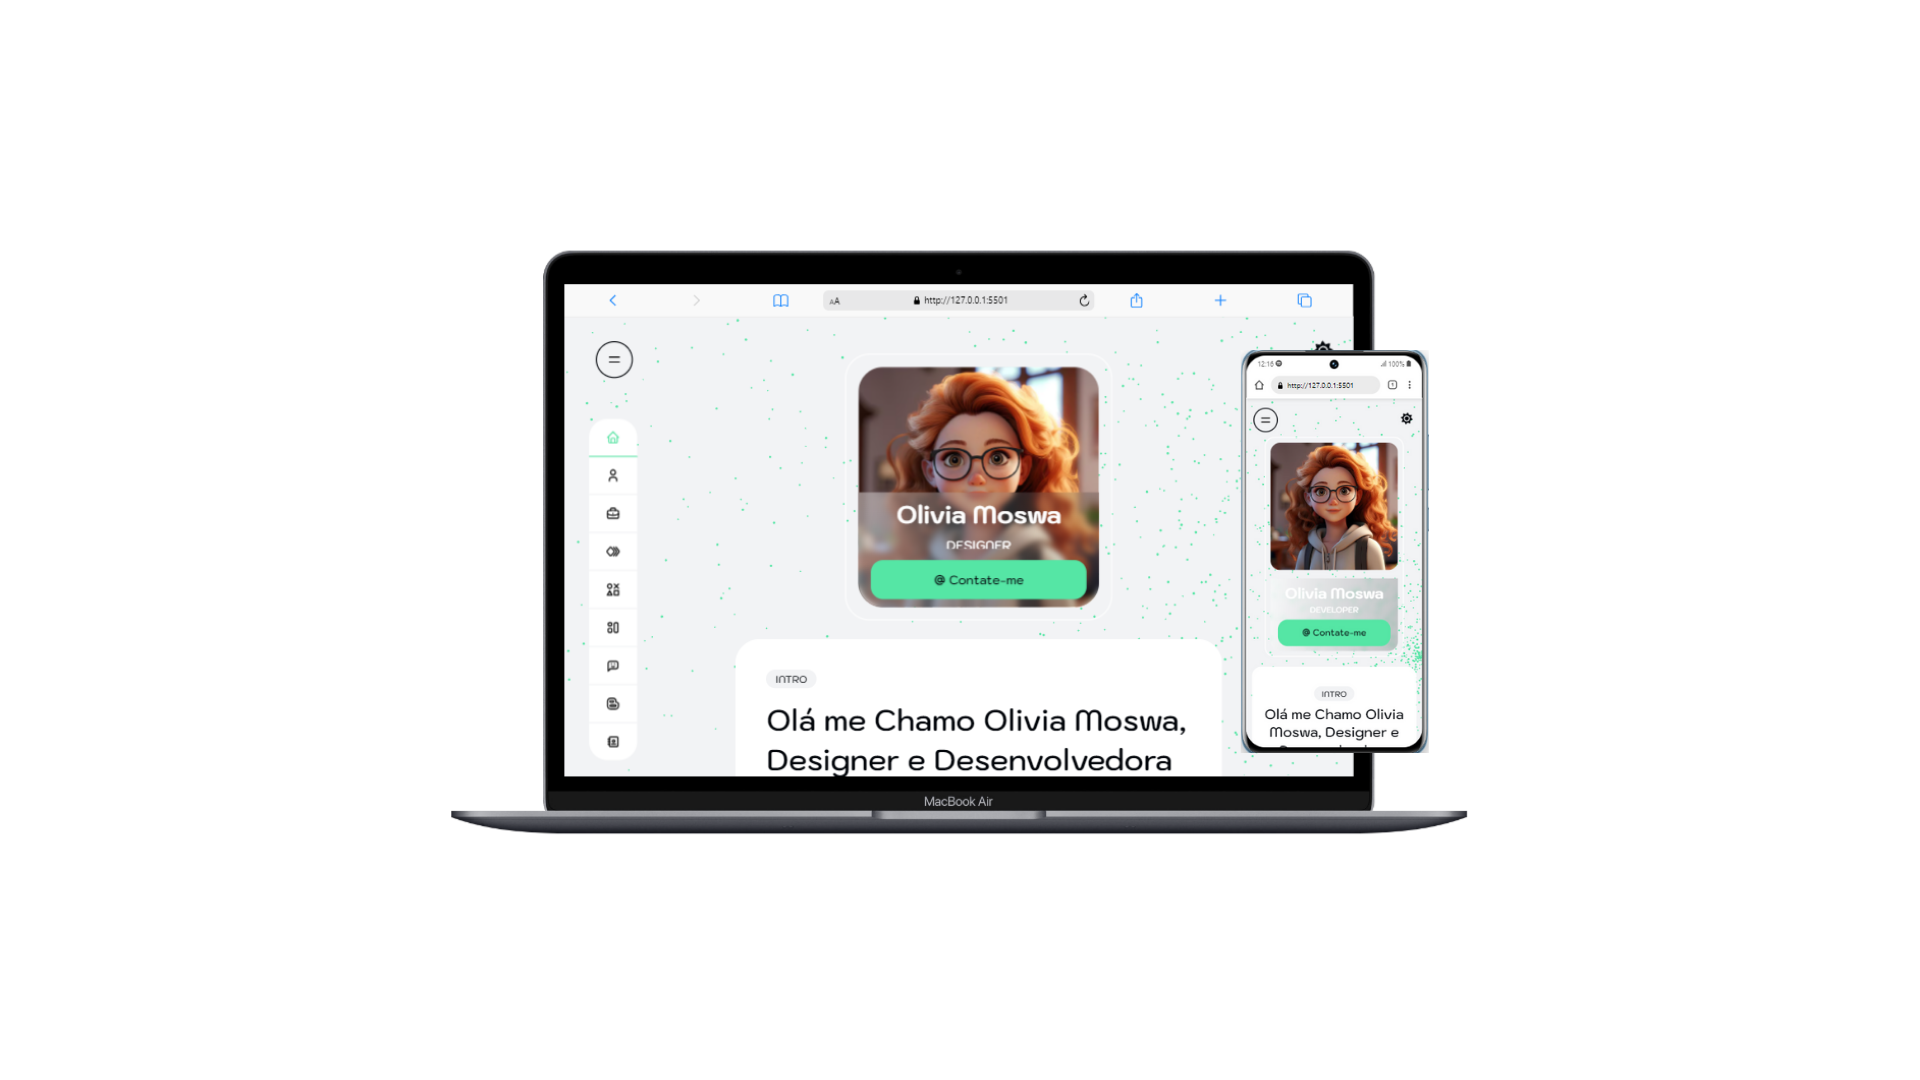 AA
http://127.0.0.1:5501
Olivia Moswa
DESIGNER
@ Contate-me
INTRO
Olá me Chamo Olivia Moswa,
Designer e Desenvolvedora
MacBook Air
12:16
100%
http://127.0.0.1:5501
1
Olivia Moswa
DEVELOPER
@ Contate-me
INTRO
Olá me Chamo Olivia
Moswa, Designer e